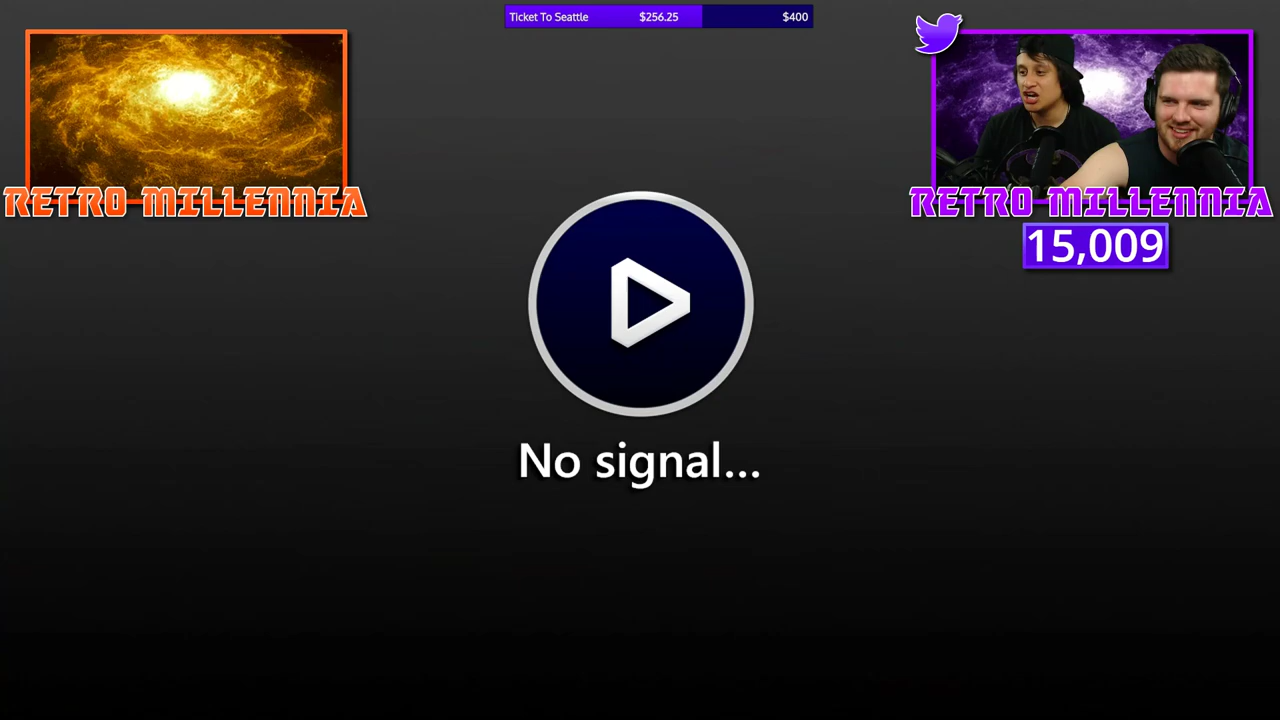 Ticket To Seattle $256.25 $400
RETRO MILLENNIA
RETRO MILLENNIA
15,009
No signal...